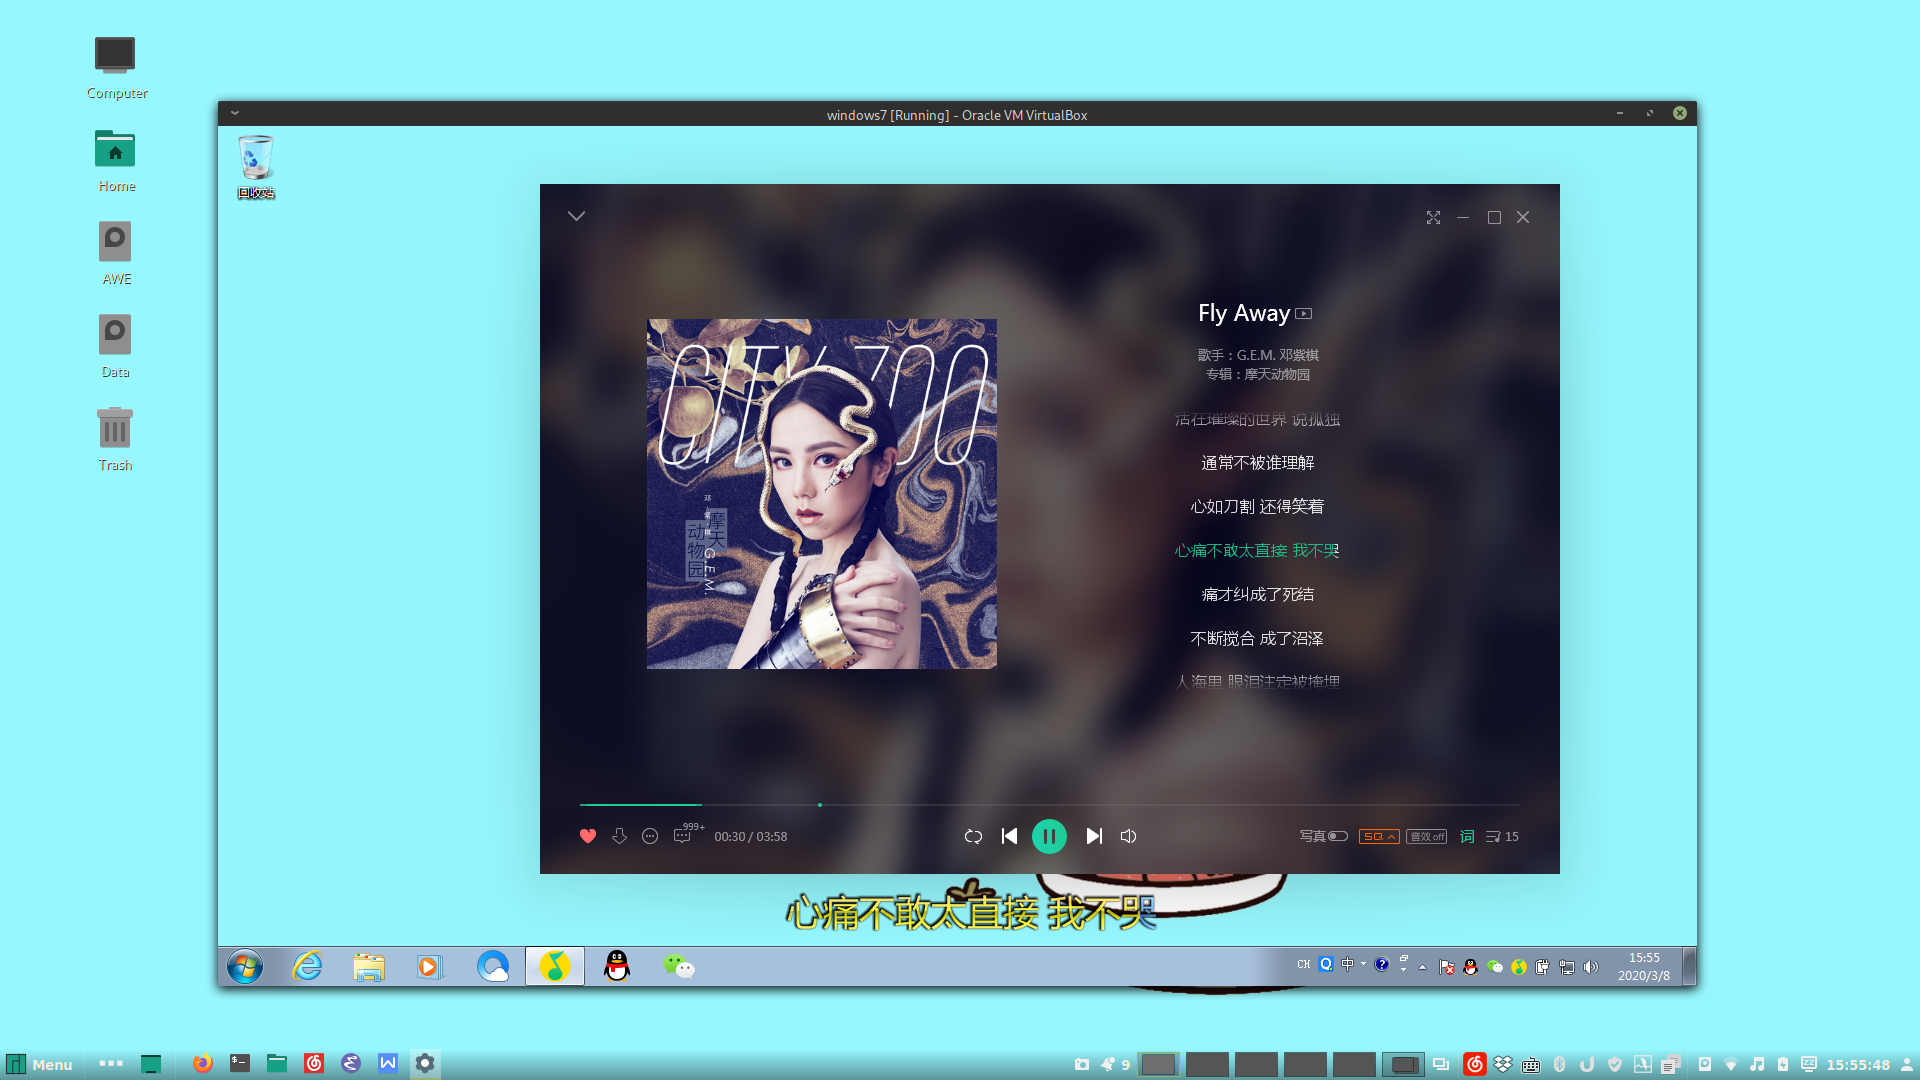 Computer
Home
AWE
Data
Trash
windows7 [Running] - Oracle VM VirtualBox
回收站
CITY ZOO
邓紫棋
摩天
动物园
G.E.M.
Fly Away
歌手：G.E.M. 邓紫棋
专辑：摩天动物园
活在璀璨的世界 说孤独
通常不被谁理解
心如刀割 还得笑着
心痛不敢太直接 我不哭
痛才纠成了死结
不断搅合 成了沼泽
人海里 眼泪注定被掩埋
999+
00:30 / 03:58
写真
SQ
音效 off
词
15
心痛不敢太直接 我不哭
CH
中
15:55
2020/3/8
Menu
9
15:55:48